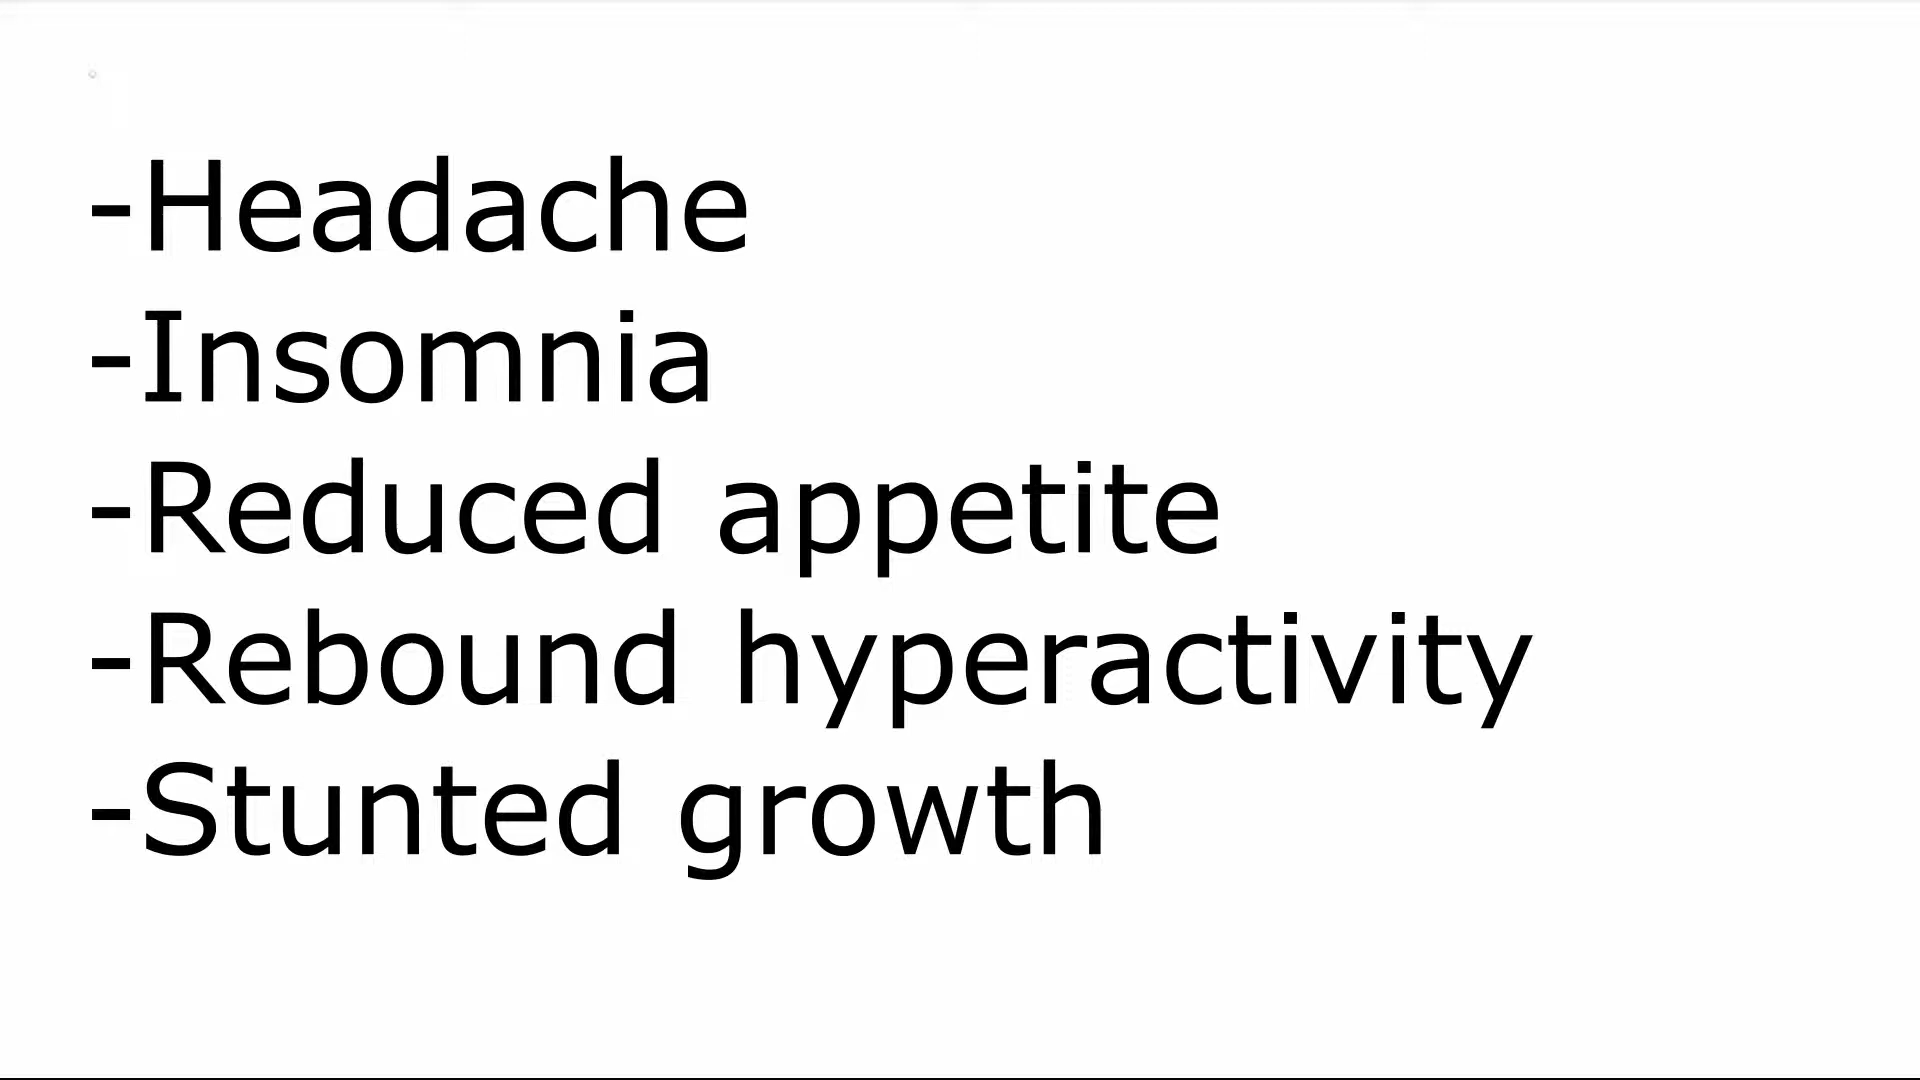 -Headache
-Insomnia
-Reduced appetite
-Rebound hyperactivity
-Stunted growth